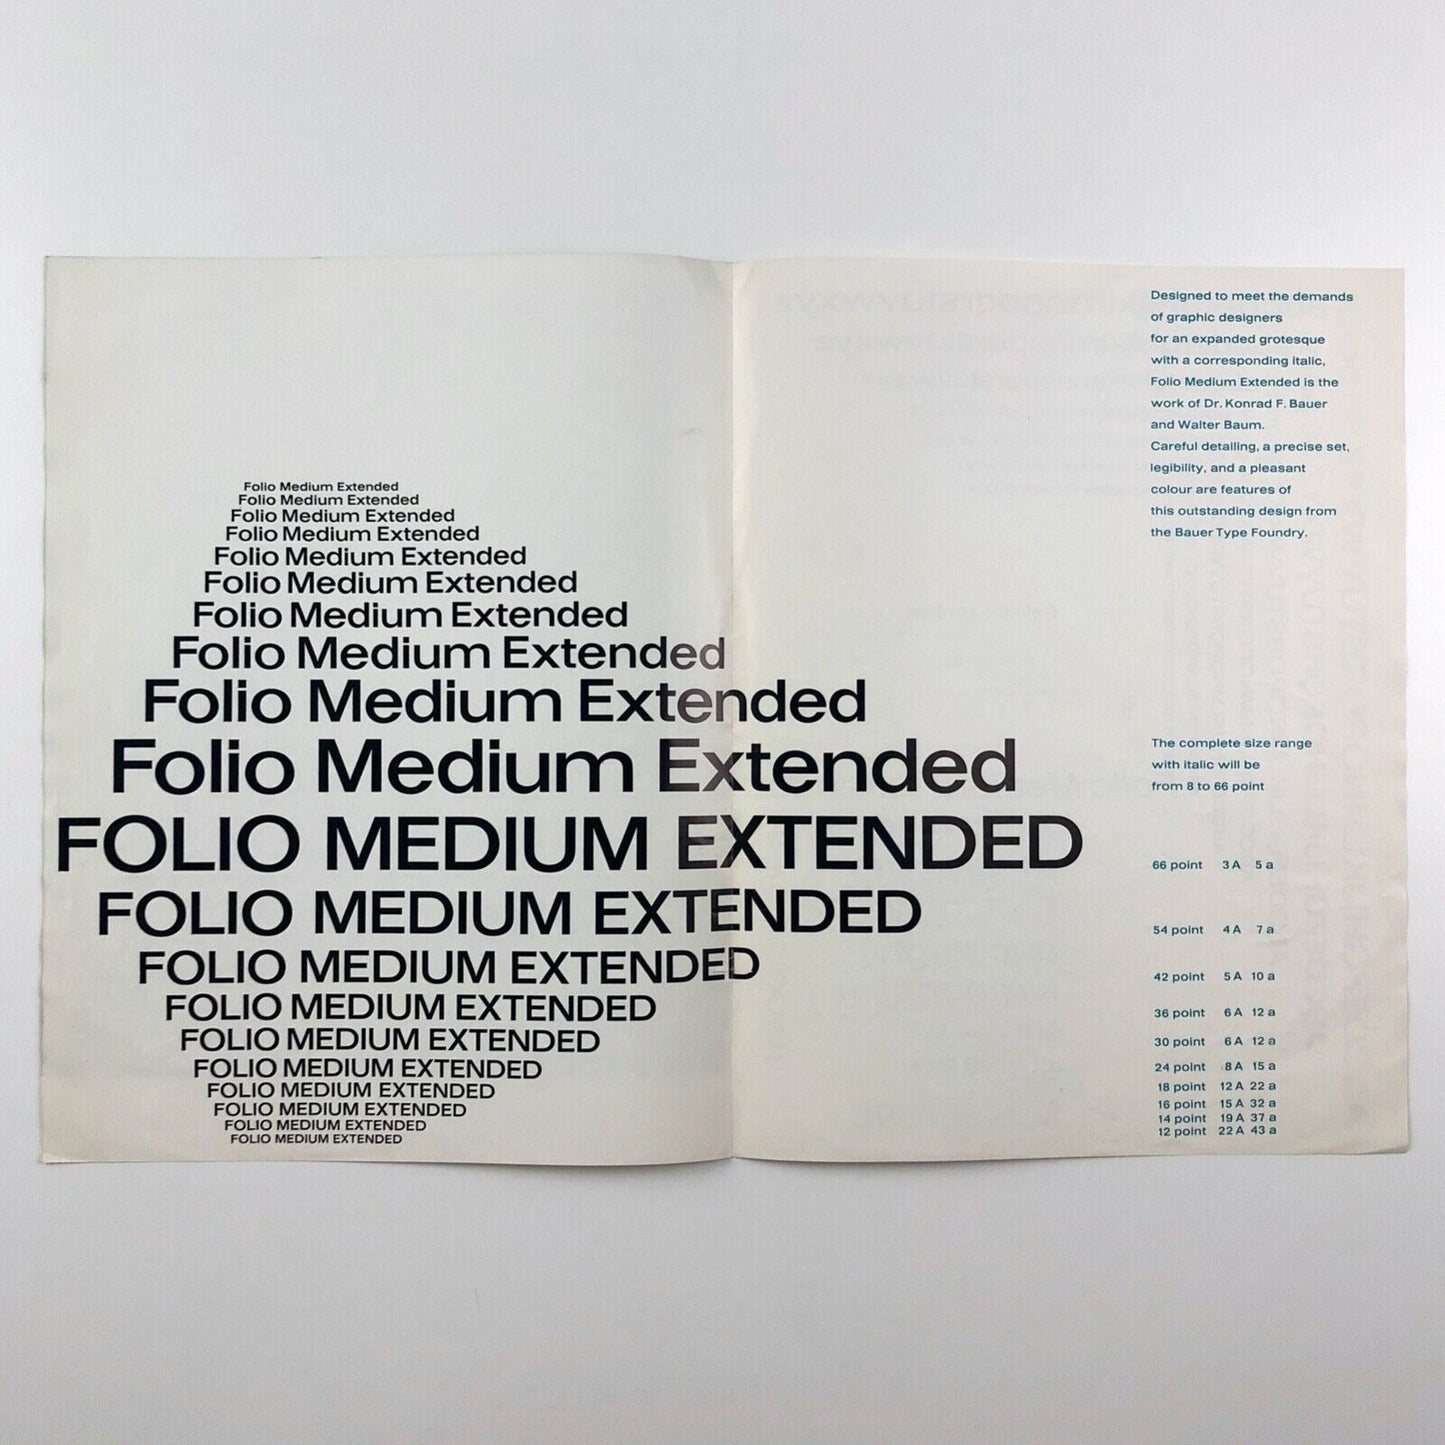 Folio Medium Extended
Folio Medium Extended
Folio Medium Extended
Folio Medium Extended
Folio Medium Extended
Folio Medium Extended
Folio Medium Extended
Folio Medium Extended
Folio Medium Extended
Folio Medium Extended
FOLIO MEDIUM EXTENDED
FOLIO MEDIUM EXTENDED
FOLIO MEDIUM EXTENDED
FOLIO MEDIUM EXTENDED
FOLIO MEDIUM EXTENDED
FOLIO MEDIUM EXTENDED
FOLIO MEDIUM EXTENDED
FOLIO MEDIUM EXTENDED
FOLIO MEDIUM EXTENDED
FOLIO MEDIUM EXTENDED
Designed to meet the demands
of graphic designers
for an expanded grotesque
with a corresponding italic,
Folio Medium Extended is the
work of Dr. Konrad F. Bauer
and Walter Baum.
Careful detailing, a precise set,
legibility, and a pleasant
colour are features of
this outstanding design from
the Bauer Type Foundry.
The complete size range
with italic will be
from 8 to 66 point
66 point 3 A 5 a
54 point 4 A 7 a
42 point 5 A 10 a
36 point 6 A 12 a
30 point 6 A 12 a
24 point 8 A 15 a
18 point 12 A 22 a
16 point 15 A 32 a
14 point 19 A 37 a
12 point 22 A 43 a